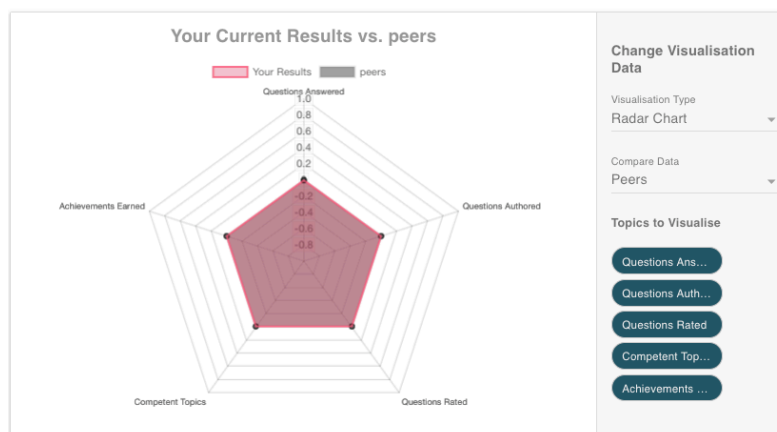 Your Current Results vs. peers
Your Results peers
Questions Answered
1.0
0.8
0.6
0.4
0.2
-0.2
-0.4
-0.6
-0.8
Achievements Earned
Questions Authored
Competent Topics
Questions Rated
Change Visualisation
Data
Visualisation Type
Radar Chart
Compare Data
Peers
Topics to Visualise
Questions Ans...
Questions Auth...
Questions Rated
Competent Top...
Achievements ...